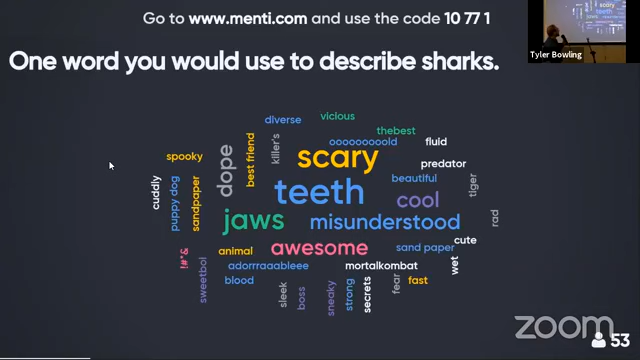 Go to www.menti.com and use the code 10 77 1
One word you would use to describe sharks.
Tyler Bowling
diverse
vicious
thebest
killer's
best friend
ooooooooold
fluid
spooky
dope
scary
predator
cuddly
puppy dog
sandpaper
teeth
beautiful
tiger
cool
jaws
misunderstood
rad
!#*&
animal
awesome
sand paper
cute
sweetbol
adorrraaableee
mortalkombat
wet
blood
sleek
boss
sneaky
strong
secrets
fear
fast
zoom
53